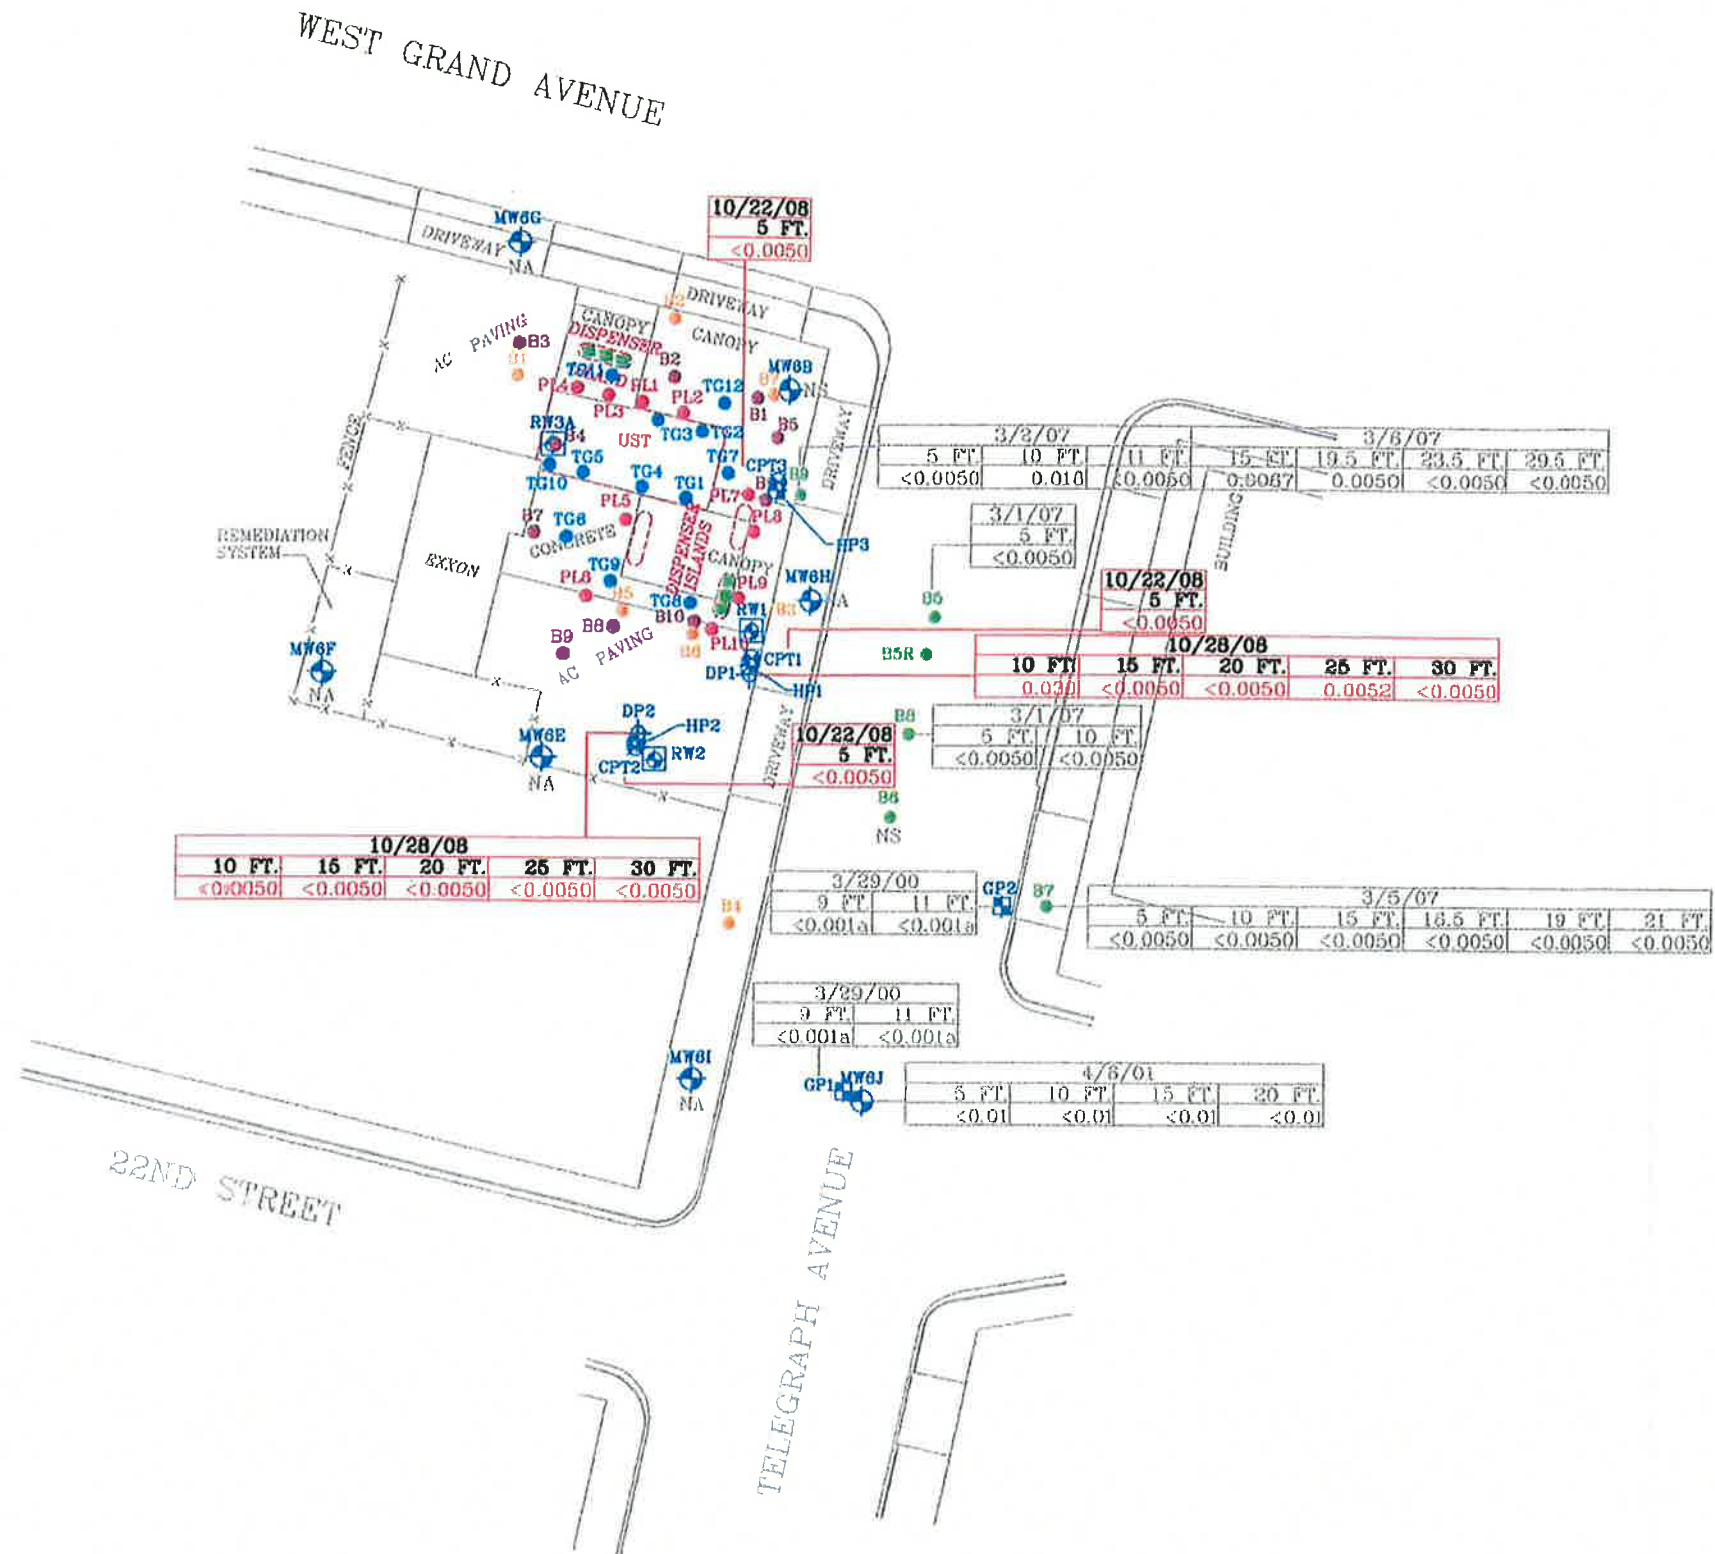 WEST GRAND AVENUE
10/22/08
5 FT.
<0.0050
MW6G
DRIVEWAY
NA
DRIVEWAY
B2
CANOPY
CANOPY
DISPENSER
AC PAVING
B3
B1
B2
MW6B
NS
TG11
PL4
PL1
PL3
PL2
TG12
B7
B1
B5
RW3A
B4
UST
TG3
TG2
DRIVEWAY
FENCE
TG5
TG4
TG7
CPT3
B9
TG10
TG1
PL7
PL5
PL8
B7
TG6
CONCRETE
DISPENSER
ISLANDS
CANOPY
HP3
3/2/07 3/6/07
5 FT. 10 FT. 11 FT. 15 FT. 19.5 FT. 23.5 FT. 29.5 FT.
<0.0050 0.018 <0.0050 0.0087 0.0050 <0.0050 <0.0050
BUILDING
3/1/07
5 FT.
<0.0050
REMEDIATION
SYSTEM
EXXON
TG9
PL6
B5
TG8
PL9
MW6H
RW1
B3
B10
B6
PL10
B9
B8
AC PAVING
B5
B5R
10/22/08
5 FT.
<0.0050
10/28/08
10 FT. 15 FT. 20 FT. 25 FT. 30 FT.
0.030 <0.0050 <0.0050 0.0052 <0.0050
MW6F
NA
CPT1
DP1
HP1
DRIVEWAY
DP2
HP2
CPT2
RW2
MW6E
NA
10/22/08
5 FT.
<0.0050
B8
3/1/07
5 FT. 10 FT.
<0.0050 <0.0050
B6
NS
10/28/08
10 FT. 15 FT. 20 FT. 25 FT. 30 FT.
<0.0050 <0.0050 <0.0050 <0.0050 <0.0050
B4
3/29/00
9 FT. 11 FT.
<0.001a <0.001a
GP2
B7
3/5/07
5 FT. 10 FT. 15 FT. 16.5 FT. 19 FT. 21 FT.
<0.0050 <0.0050 <0.0050 <0.0050 <0.0050 <0.0050
3/29/00
9 FT. 11 FT.
<0.001a <0.001a
MW6I
NA
GP1
MW6J
4/6/01
5 FT. 10 FT. 15 FT. 20 FT.
<0.01 <0.01 <0.01 <0.01
22ND STREET
TELEGRAPH AVENUE